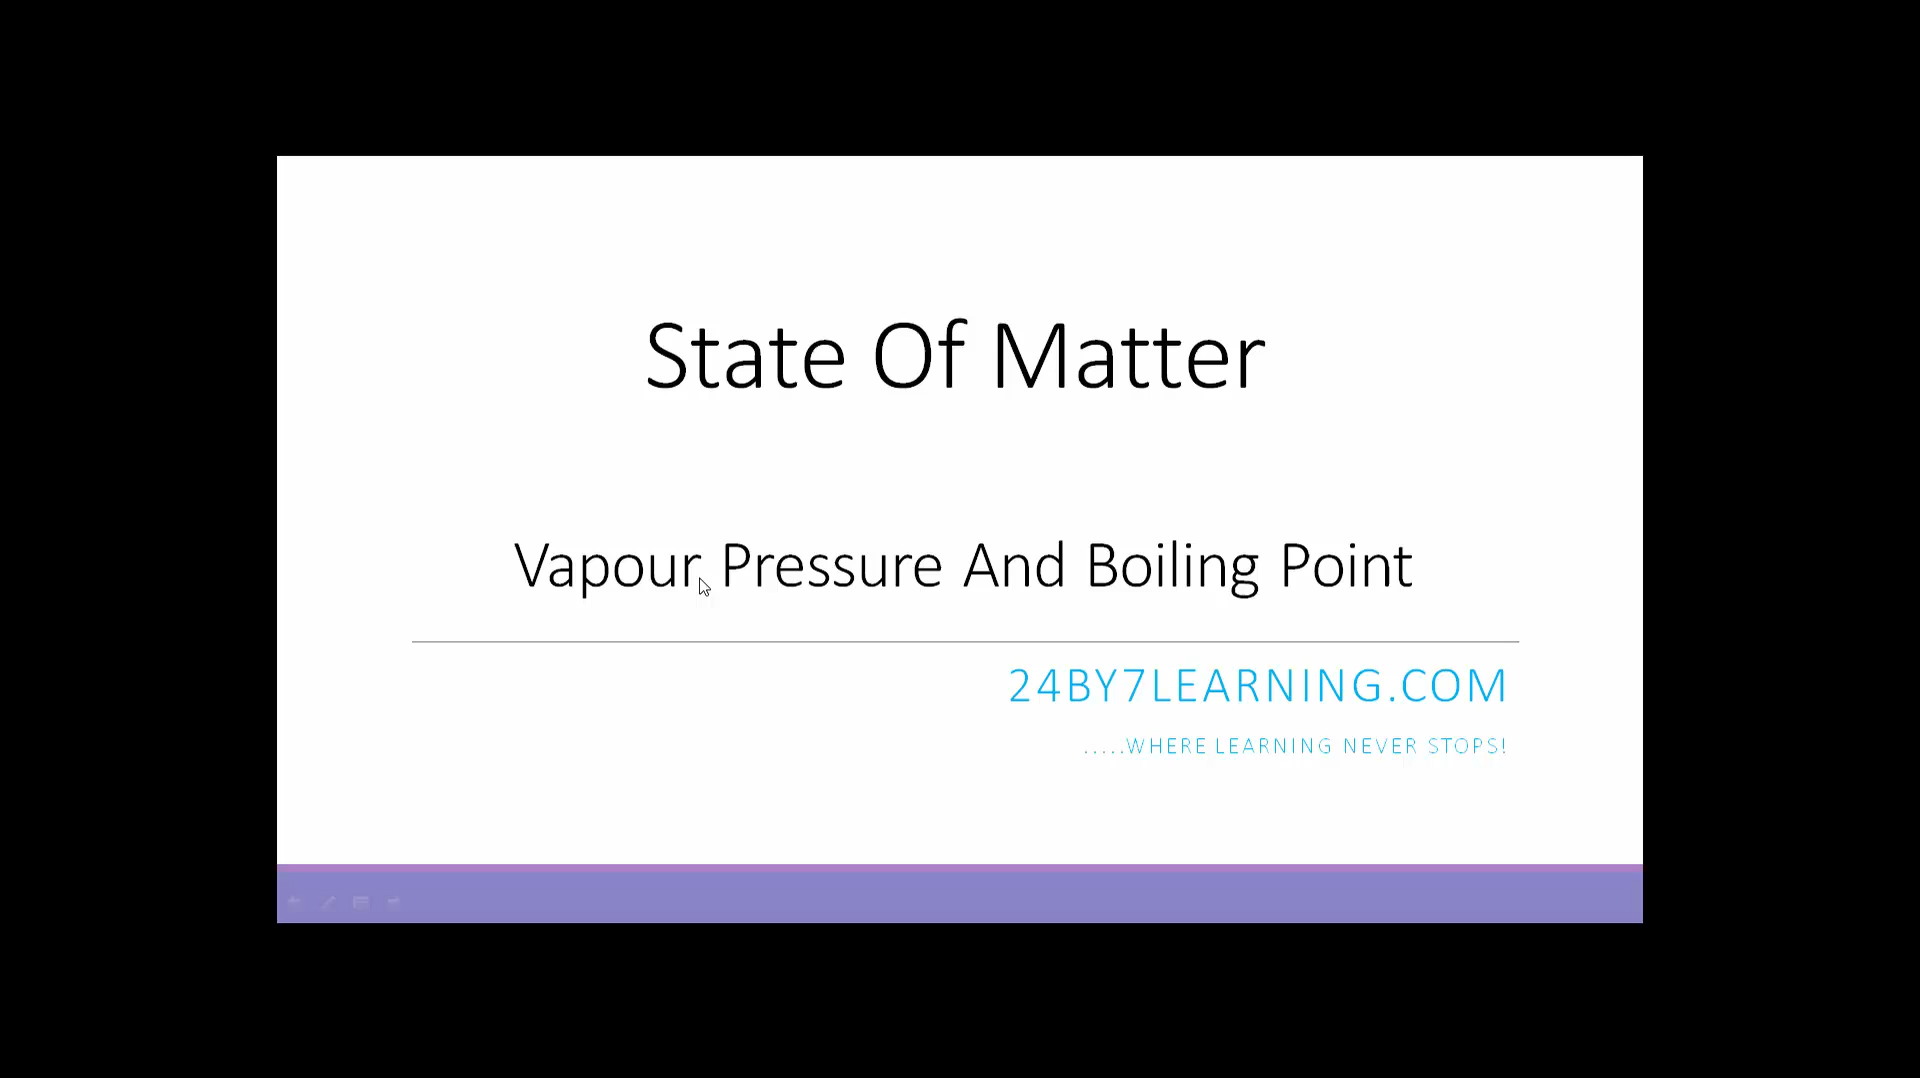 State Of Matter
Vapour Pressure And Boiling Point
24BY7LEARNING.COM
.....WHERE LEARNING NEVER STOPS!